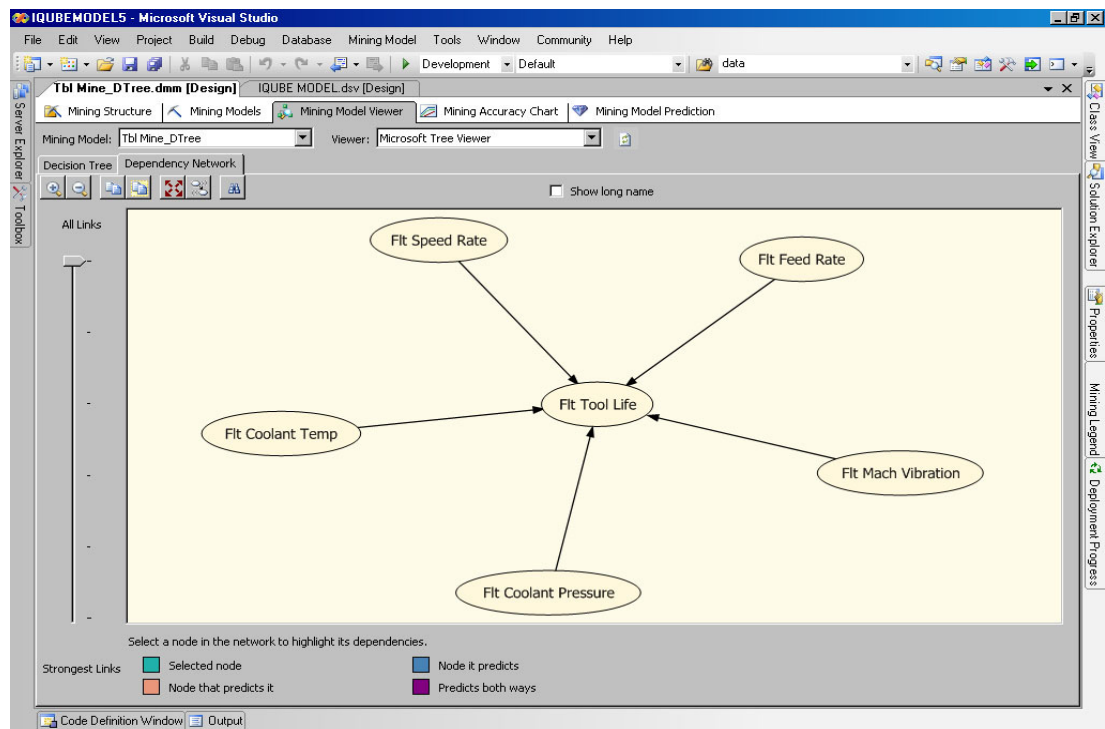 IQUBEMODEL5 - Microsoft Visual Studio
File Edit View Project Build Debug Database Mining Model Tools Window Community Help
Development Default data
Tbl Mine_DTree.dmm [Design] IQUBE MODEL.dsv [Design]
Mining Structure Mining Models Mining Model Viewer Mining Accuracy Chart Mining Model Prediction
Mining Model: Tbl Mine_DTree Viewer: Microsoft Tree Viewer
Decision Tree Dependency Network
Show long name
All Links
Flt Speed Rate
Flt Feed Rate
Flt Tool Life
Flt Coolant Temp
Flt Mach Vibration
Flt Coolant Pressure
Select a node in the network to highlight its dependencies.
Strongest Links
Selected node Node it predicts
Node that predicts it Predicts both ways
Code Definition Window Output
Server Explorer
Toolbox
Class View
Solution Explorer
Properties
Mining Legend
Deployment Progress